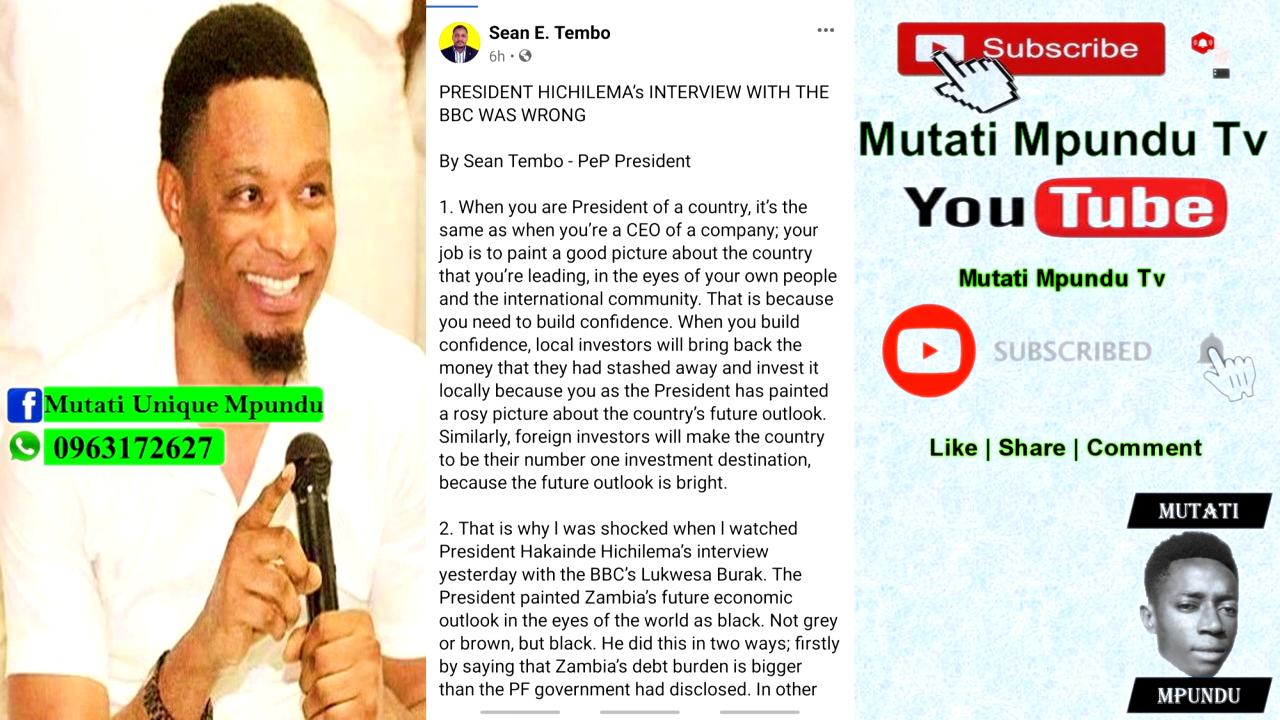 Mutati Unique Mpundu
0963172627
Sean E. Tembo
6h
PRESIDENT HICHILEMA's INTERVIEW WITH THE
BBC WAS WRONG
By Sean Tembo - PeP President
1. When you are President of a country, it's the
same as when you're a CEO of a company; your
job is to paint a good picture about the country
that you're leading, in the eyes of your own people
and the international community. That is because
you need to build confidence. When you build
confidence, local investors will bring back the
money that they had stashed away and invest it
locally because you as the President has painted
a rosy picture about the country's future outlook.
Similarly, foreign investors will make the country
to be their number one investment destination,
because the future outlook is bright.
2. That is why I was shocked when I watched
President Hakainde Hichilema's interview
yesterday with the BBC's Lukwesa Burak. The
President painted Zambia's future economic
outlook in the eyes of the world as black. Not grey
or brown, but black. He did this in two ways; firstly
by saying that Zambia's debt burden is bigger
than the PF government had disclosed. In other
Subscribe
Mutati Mpundu Tv
YouTube
Mutati Mpundu Tv
SUBSCRIBED
Like | Share | Comment
MUTATI
MPUNDU